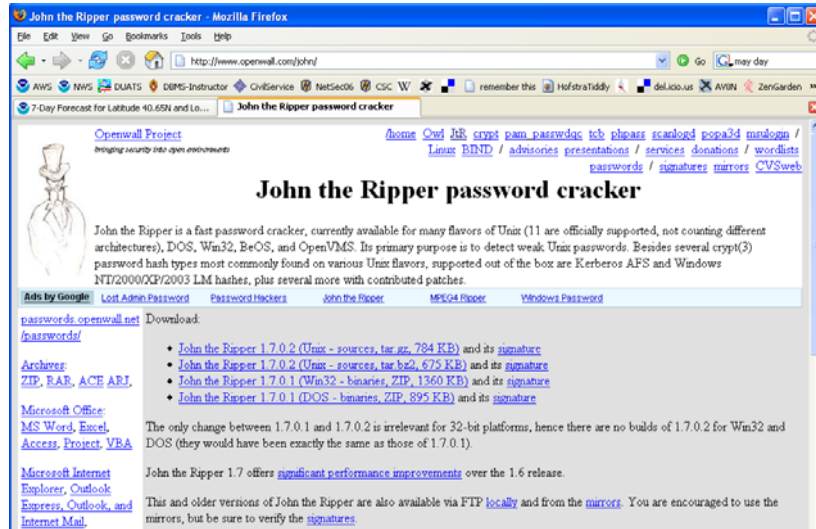 John the Ripper password cracker - Mozilla Firefox
File Edit View Go Bookmarks Tools Help
http://www.openwall.com/john/ Go may day
AWS NWS DUATS DBMS-Instructor CivilService NetSec06 CSC remember this HofstraTiddly del.icio.us AVBN ZenGarden
7-Day Forecast for Latitude 40.65N and Lo... John the Ripper password cracker
Openwall Project
bringing security into open environments
/home Owl JtR crypt pam_passwdqc tcb phpass scanlogd popa3d msulogin /
Linux BIND / advisories presentations / services donations / wordlists
passwords / signatures mirrors CVSweb
John the Ripper password cracker
John the Ripper is a fast password cracker, currently available for many flavors of Unix (11 are officially supported, not counting different
architectures), DOS, Win32, BeOS, and OpenVMS. Its primary purpose is to detect weak Unix passwords. Besides several crypt(3)
password hash types most commonly found on various Unix flavors, supported out of the box are Kerberos AFS and Windows
NT/2000/XP/2003 LM hashes, plus several more with contributed patches.
Ads by Google Lost Admin Password Password Hackers John the Ripper MPEG4 Ripper Windows Password
passwords.openwall.net
/passwords/
Archives:
ZIP, RAR, ACE ARJ,
Microsoft Office:
MS Word, Excel,
Access, Project, VBA
Microsoft Internet
Explorer, Outlook
Express, Outlook, and
Internet Mail,
Download:
John the Ripper 1.7.0.2 (Unix - sources, tar.gz, 784 KB) and its signature
John the Ripper 1.7.0.2 (Unix - sources, tar.bz2, 675 KB) and its signature
John the Ripper 1.7.0.1 (Win32 - binaries, ZIP, 1360 KB) and its signature
John the Ripper 1.7.0.1 (DOS - binaries, ZIP, 895 KB) and its signature
The only change between 1.7.0.1 and 1.7.0.2 is irrelevant for 32-bit platforms, hence there are no builds of 1.7.0.2 for Win32 and
DOS (they would have been exactly the same as those of 1.7.0.1).
John the Ripper 1.7 offers significant performance improvements over the 1.6 release.
This and older versions of John the Ripper are also available via FTP locally and from the mirrors. You are encouraged to use the
mirrors, but be sure to verify the signatures.